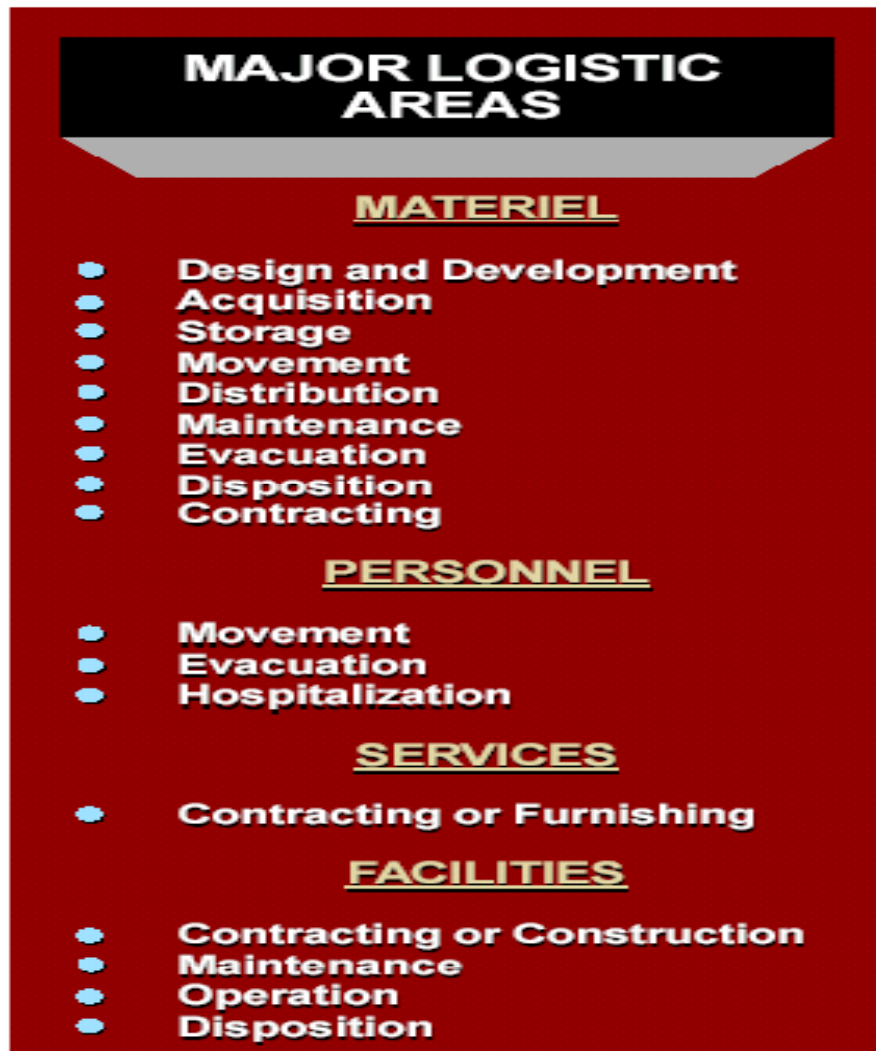 MAJOR LOGISTIC
AREAS
MATERIEL
Design and Development
Acquisition
Storage
Movement
Distribution
Maintenance
Evacuation
Disposition
Contracting
PERSONNEL
Movement
Evacuation
Hospitalization
SERVICES
Contracting or Furnishing
FACILITIES
Contracting or Construction
Maintenance
Operation
Disposition